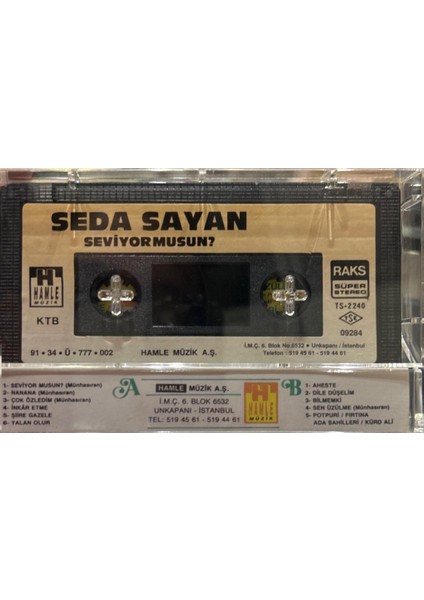 SEDA SAYAN
SEVİYORMUSUN?
H
HAMLE
MÜZİK
KTB
RAKS
SÜPER
STEREO
TS-2240
TSE
09284
91 • 34 • Ü • 777 • 002
HAMLE MÜZİK A.Ş.
İ.M.Ç. 6. Blok No.6532 • Unkapanı / İstanbul
Telefon : 519 45 61 - 519 44 61
A
1- SEVİYOR MUSUN? (Münhasıran)
2- NANANA (Münhasıran)
3- ÇOK ÖZLEDİM (Münhasıran)
4- İNKÂR ETME
5- ŞİİRE GAZELE
6- YALAN OLUR
HAMLE MÜZİK A.Ş.
İ.M.Ç. 6. BLOK 6532
UNKAPANI - İSTANBUL
TEL: 519 45 61 - 519 44 61
H
HAMLE
MÜZİK
B
1- AHESTE
2- DİLE DÜŞELİM
3- BİLMEMKİ
4- SEN ÜZÜLME (Münhasıran)
5- POTPURİ / FIRTINA
ADA SAHİLLERİ / KÜRD ALİ